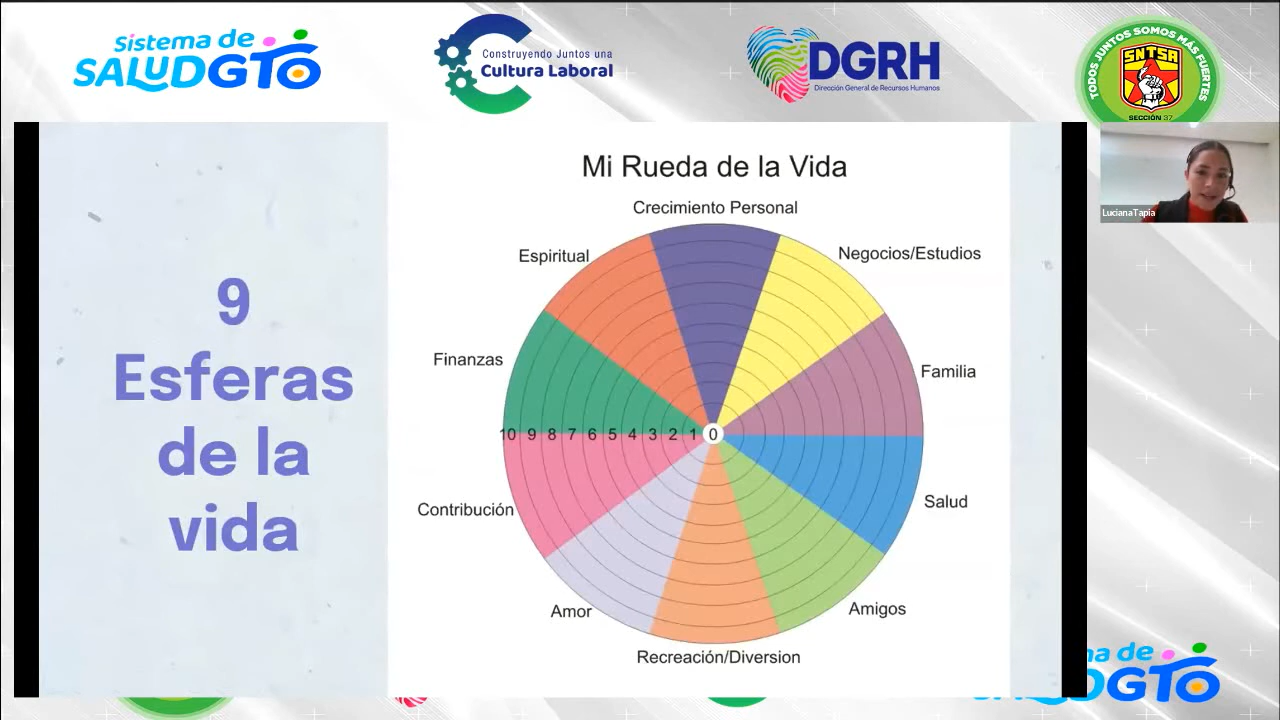 Sistema de
SALUDGTO
Construyendo Juntos una
Cultura Laboral
DGRH
Dirección General de Recursos Humanos
TODOS JUNTOS SOMOS MÁS FUERTES
SNTSA
SECCIÓN 37
LucianaTapia
9
Esferas
de la
vida
Mi Rueda de la Vida
Crecimiento Personal
Espiritual
Negocios/Estudios
Finanzas
Familia
10 9 8 7 6 5 4 3 2 1 0
Contribución
Salud
Amor
Amigos
Recreación/Diversion
ma de
DGTO